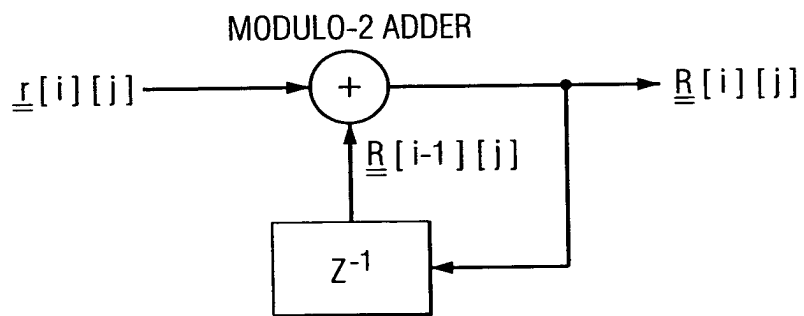 MODULO-2 ADDER
r[i][j]
+
R[i][j]
R[i-1][j]
Z⁻¹